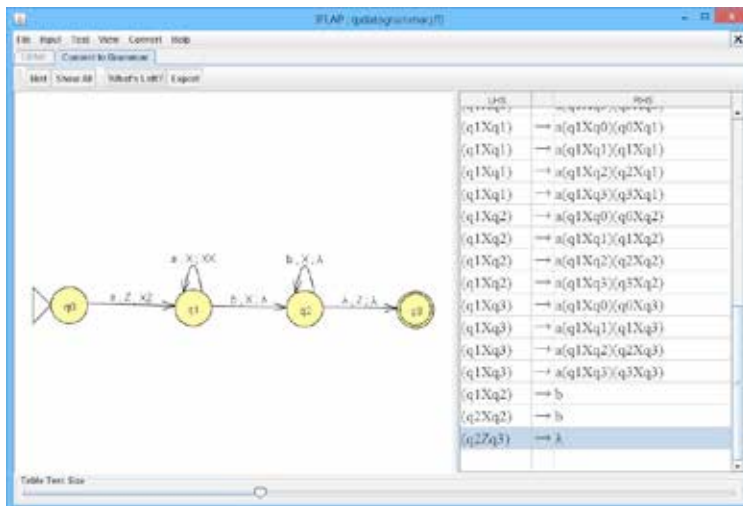 JFLAP : (pdatogrammar.jff)
File Input Test View Convert Help
Editor Convert to Grammar
Hint Show All What's Left? Export
LHS RHS
(q1Xq1) → a(q1Xq0)(q0Xq1)
(q1Xq1) → a(q1Xq1)(q1Xq1)
(q1Xq1) → a(q1Xq2)(q2Xq1)
(q1Xq1) → a(q1Xq3)(q3Xq1)
(q1Xq2) → a(q1Xq0)(q0Xq2)
(q1Xq2) → a(q1Xq1)(q1Xq2)
(q1Xq2) → a(q1Xq2)(q2Xq2)
(q1Xq2) → a(q1Xq3)(q3Xq2)
(q1Xq3) → a(q1Xq0)(q0Xq3)
(q1Xq3) → a(q1Xq1)(q1Xq3)
(q1Xq3) → a(q1Xq2)(q2Xq3)
(q1Xq3) → a(q1Xq3)(q3Xq3)
(q1Xq2) → b
(q2Xq2) → b
(q2Zq3) → λ
a , X ; XX b , X ; λ
a , Z ; XZ b , X ; λ λ , Z ; λ
q0 q1 q2 q3
Table Text Size